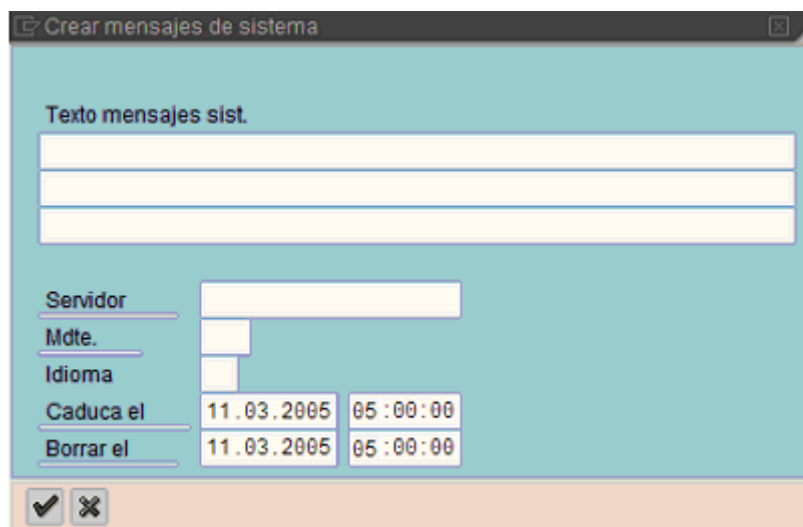 Crear mensajes de sistema
Texto mensajes sist.
Servidor
Mdte.
Idioma
Caduca el 11.03.2005 05:00:00
Borrar el 11.03.2005 05:00:00